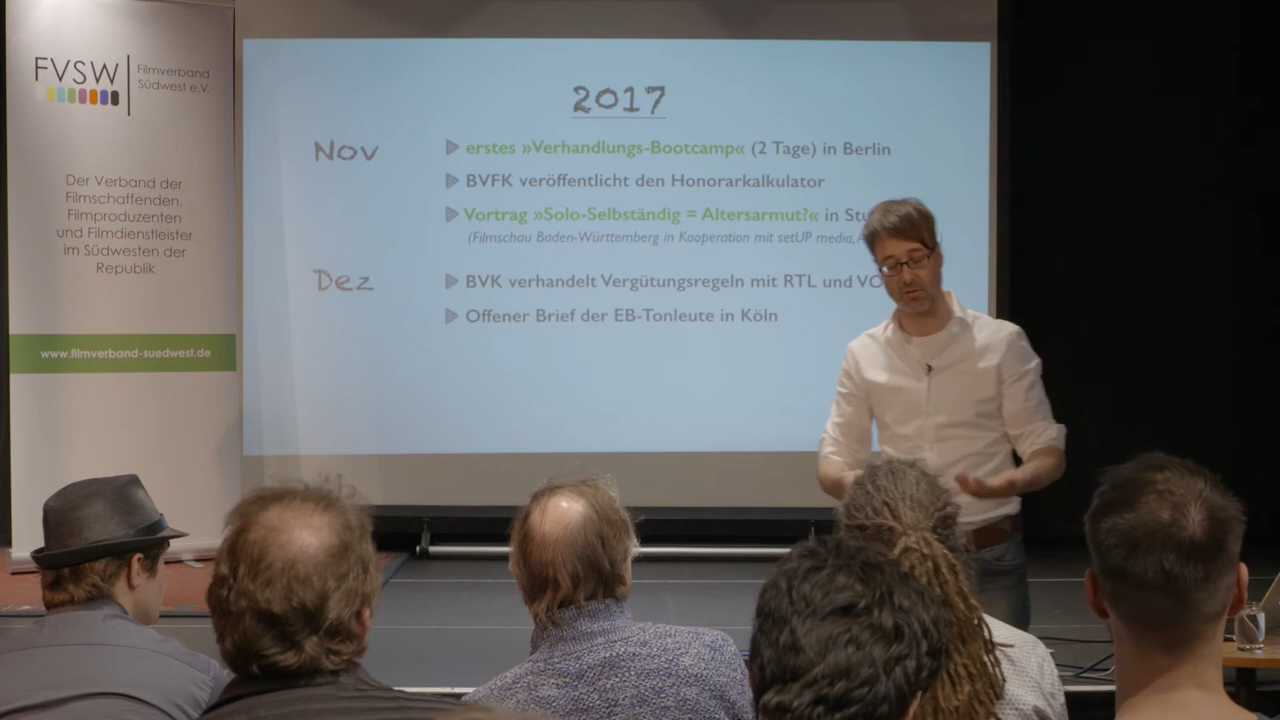 FVSW
Filmverband
Südwest e.V.
Der Verband der
Filmschaffenden,
Filmproduzenten
und Filmdienstleister
im Südwesten der
Republik
www.filmverband-suedwest.de
2017
Nov
erstes »Verhandlungs-Bootcamp« (2 Tage) in Berlin
BVFK veröffentlicht den Honorarkalkulator
Vortrag »Solo-Selbständig = Altersarmut?« in Stu
(Filmschau Baden-Württemberg in Kooperation mit setUP media,
Dez
BVK verhandelt Vergütungsregeln mit RTL und VO
Offener Brief der EB-Tonleute in Köln